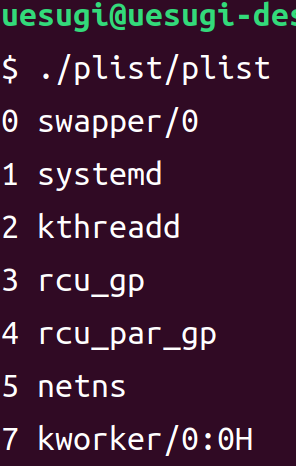 uesugi@uesugi-des
$ ./plist/plist
0 swapper/0
1 systemd
2 kthreadd
3 rcu_gp
4 rcu_par_gp
5 netns
7 kworker/0:0H